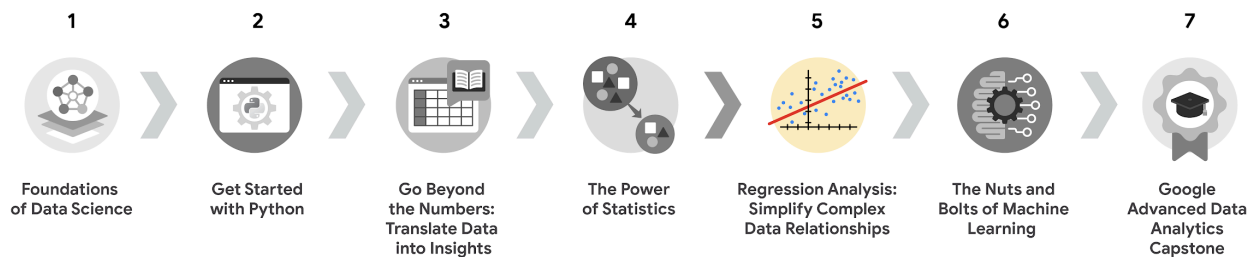 1
2
3
4
5
6
7
Foundations
of Data Science
Get Started
with Python
Go Beyond
the Numbers:
Translate Data
into Insights
The Power
of Statistics
Regression Analysis:
Simplify Complex
Data Relationships
The Nuts and
Bolts of Machine
Learning
Google
Advanced Data
Analytics
Capstone